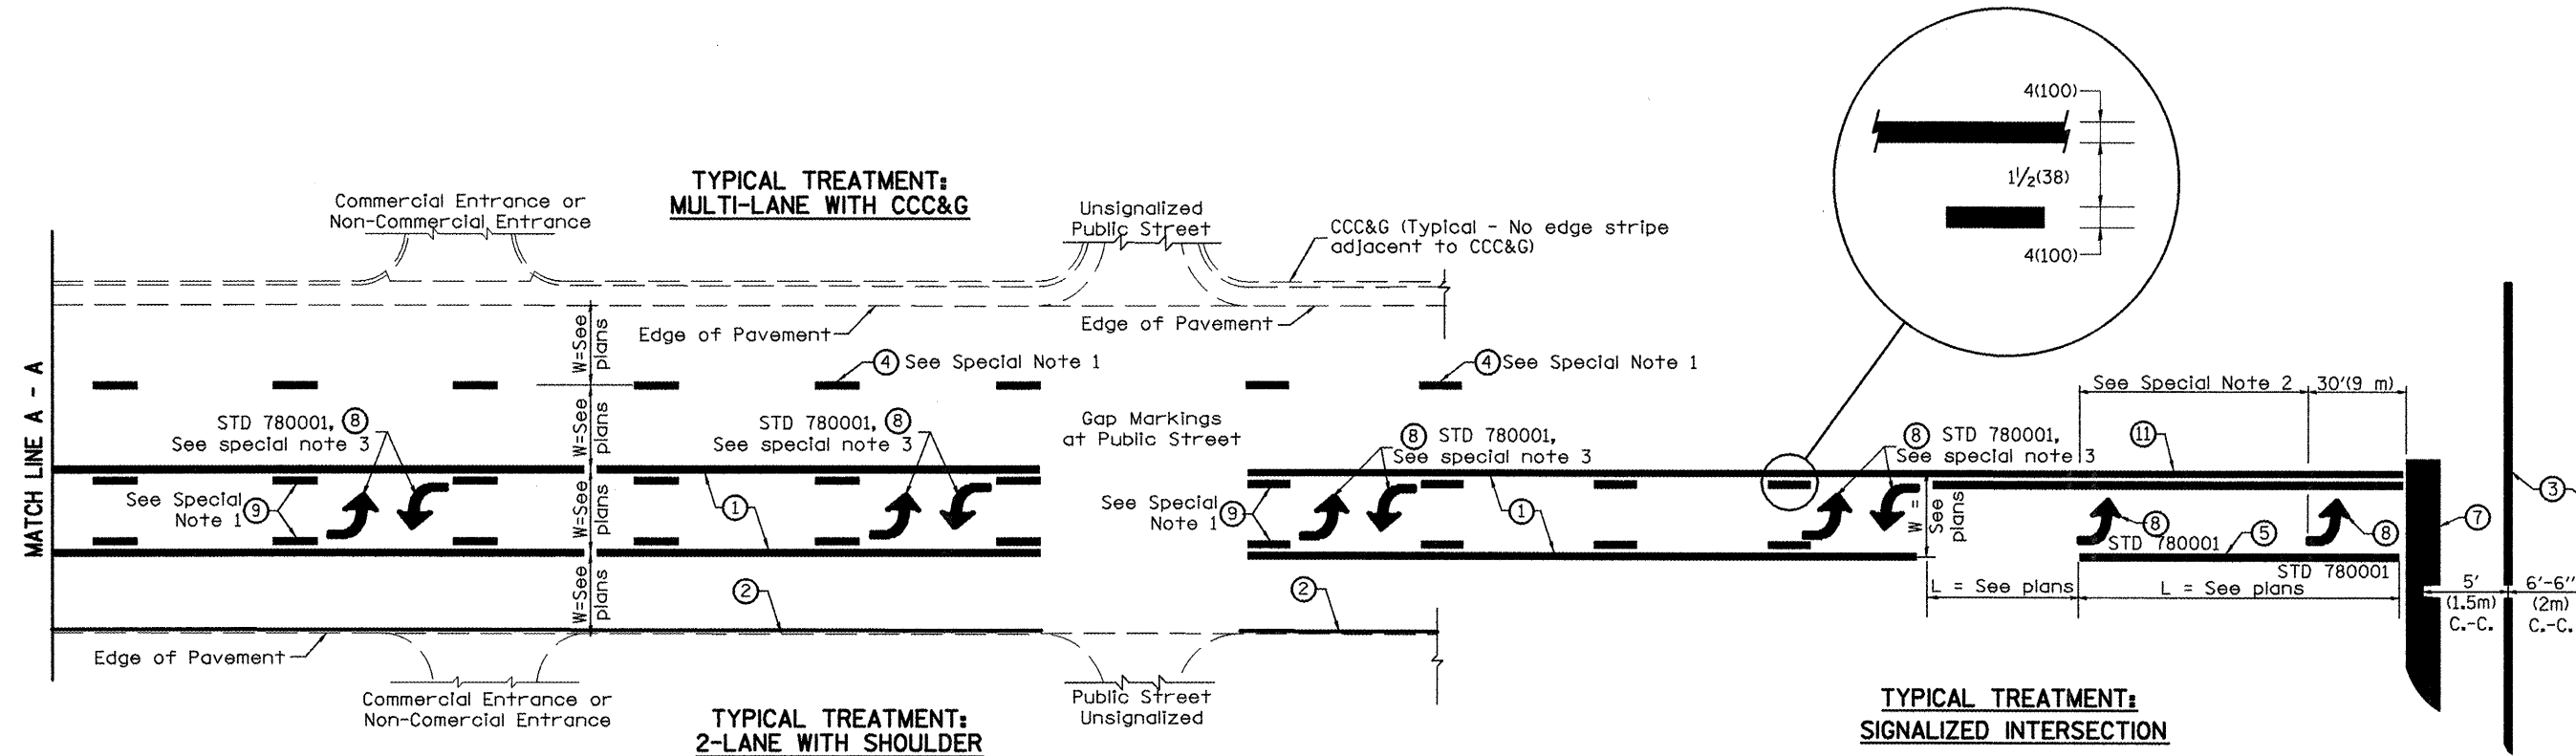 TYPICAL TREATMENT:
MULTI-LANE WITH CCC&G
Commercial Entrance or
Non-Commercial Entrance
Unsignalized
Public Street
CCC&G (Typical - No edge stripe
adjacent to CCC&G)
4(100)
1 1/2(38)
4(100)
Edge of Pavement
Edge of Pavement
W=See
plans
4 See Special Note 1
4 See Special Note 1
MATCH LINE A - A
STD 780001, 8
See special note 3
W=See
plans
STD 780001, 8
See special note 3
Gap Markings
at Public Street
8 STD 780001,
See special note 3
8 STD 780001,
See special note 3
See Special Note 2
30'(9 m)
11
3
See Special
Note 1 9
1
W=See
plans
1
See Special
Note 1 9
1
W =
See
plans
8
STD 780001
5
8
STD 780001
7
2
W=See
plans
2
L = See plans
L = See plans
5'
(1.5m)
C.-C.
6'-6"
(2m)
C.-C.
Edge of Pavement
Commercial Entrance or
Non-Comercial Entrance
Public Street
Unsignalized
TYPICAL TREATMENT:
2-LANE WITH SHOULDER
TYPICAL TREATMENT:
SIGNALIZED INTERSECTION